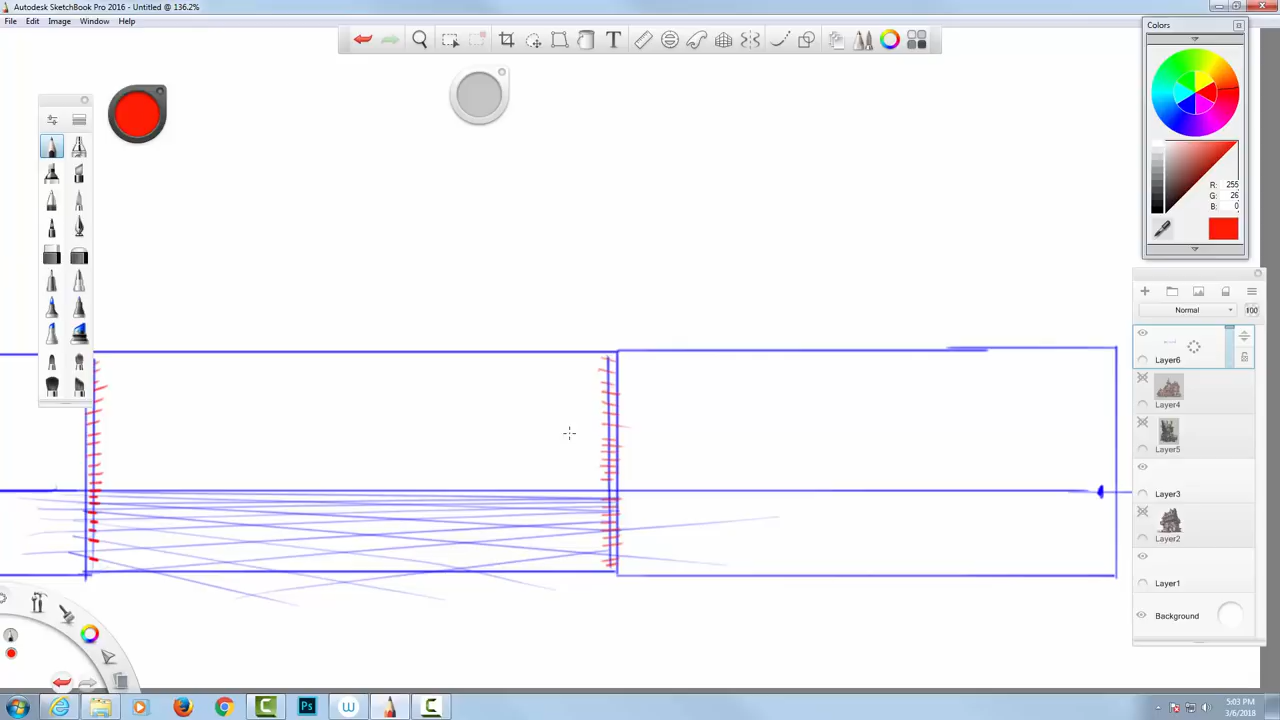 Autodesk SketchBook Pro 2016 - Untitled @ 136.2%
File Edit Image Window Help
Colors
R: 255
G: 26
B: 0
Normal 100
Layer6
Layer4
Layer5
Layer3
Layer2
Layer1
Background
5:03 PM
3/6/2018